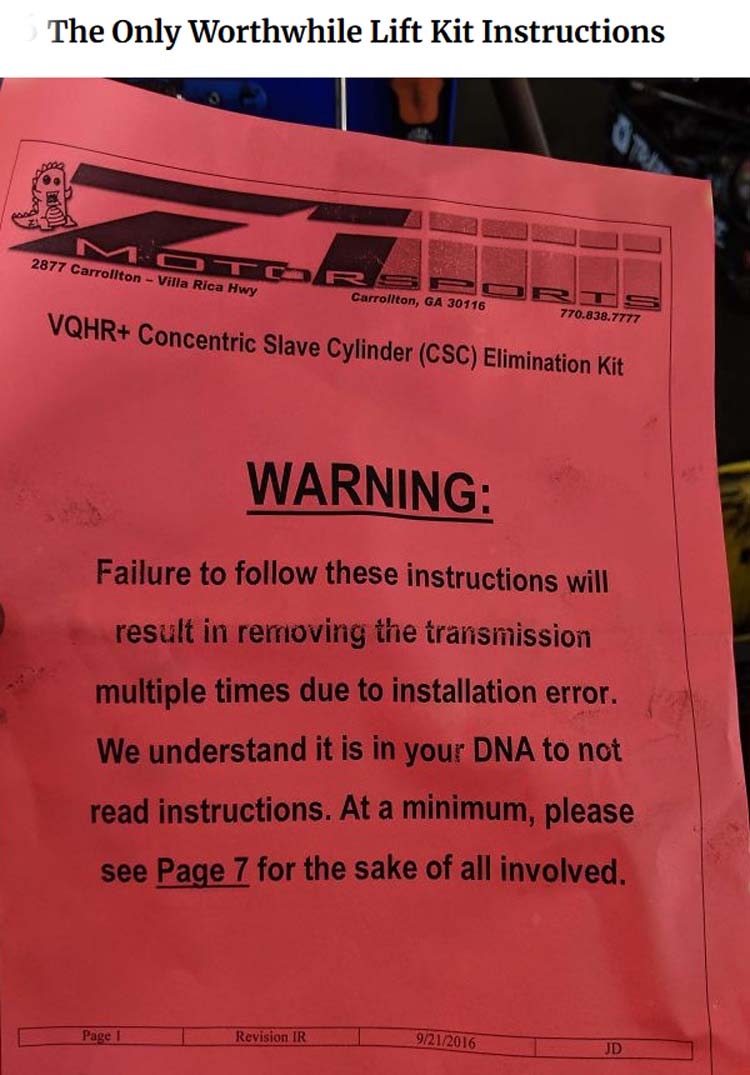 The Only Worthwhile Lift Kit Instructions
Z1
MOTORSPORTS
2877 Carrollton – Villa Rica Hwy
Carrollton, GA 30116
770.838.7777
VQHR+ Concentric Slave Cylinder (CSC) Elimination Kit
WARNING:
Failure to follow these instructions will
result in removing the transmission
multiple times due to installation error.
We understand it is in your DNA to not
read instructions. At a minimum, please
see Page 7 for the sake of all involved.
Page 1
Revision IR
9/21/2016
JD